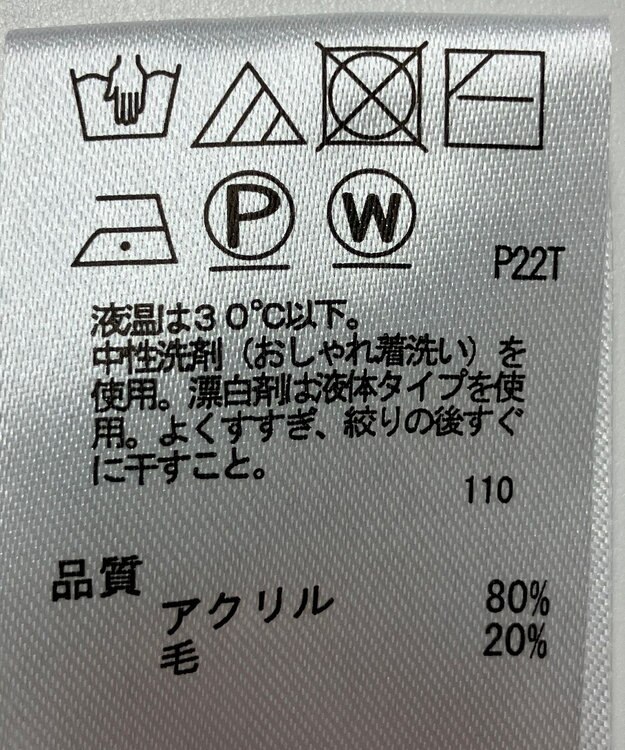 P W
P22T
液温は30℃以下。
中性洗剤（おしゃれ着洗い）を
使用。漂白剤は液体タイプを使
用。よくすすぎ、絞りの後すぐ
に干すこと。
110
品質
アクリル 80%
毛 20%